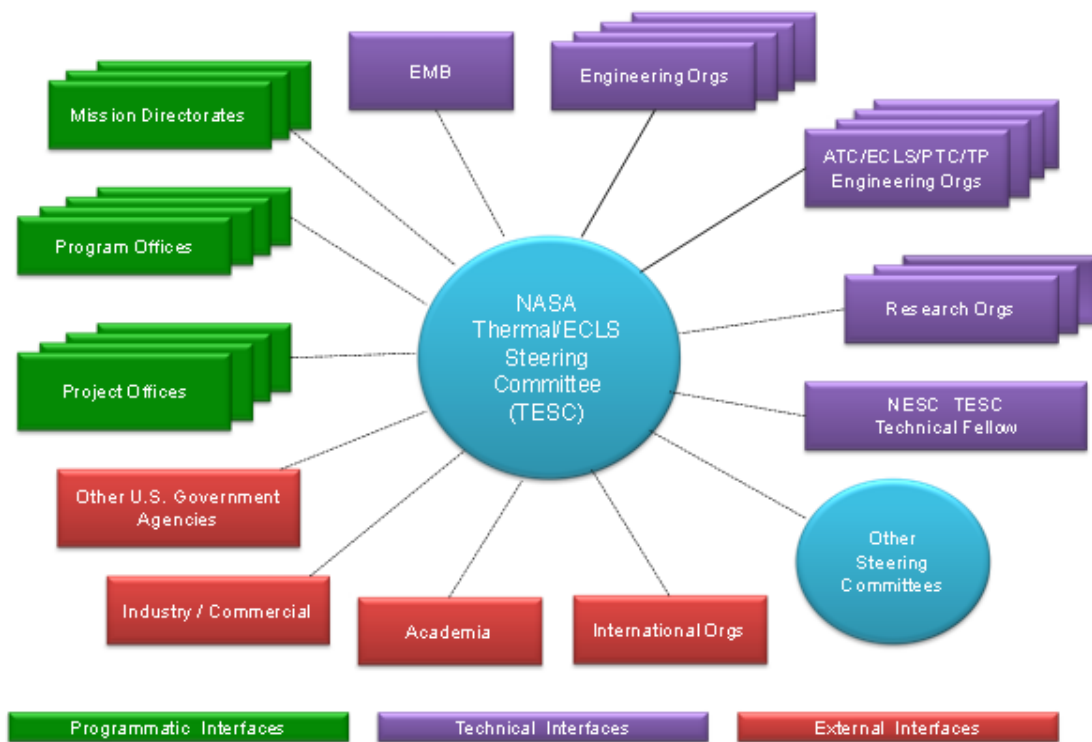 EMB
Engineering Orgs
Mission Directorates
ATC/ECLS/PTC/TP
Engineering Orgs
Program Offices
NASA
Thermal/ECLS
Steering
Committee
(TESC)
Research Orgs
Project Offices
NESC TESC
Technical Fellow
Other U.S. Government
Agencies
Other
Steering
Committees
Industry / Commercial
Academia
International Orgs
Programmatic Interfaces
Technical Interfaces
External Interfaces